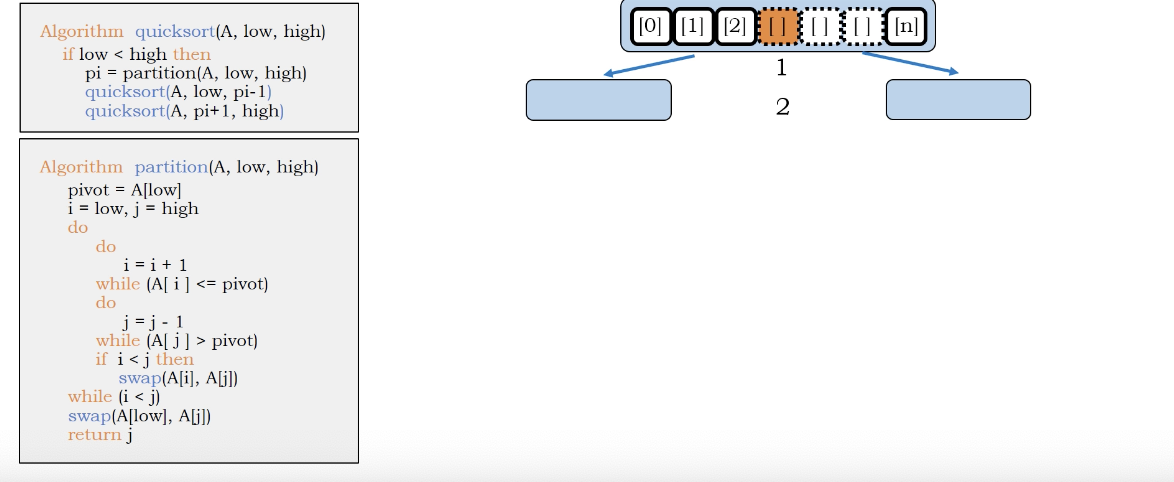 Algorithm quicksort(A, low, high)
if low < high then
pi = partition(A, low, high)
quicksort(A, low, pi-1)
quicksort(A, pi+1, high)
Algorithm partition(A, low, high)
pivot = A[low]
i = low, j = high
do
do
i = i + 1
while (A[ i ] <= pivot)
do
j = j - 1
while (A[ j ] > pivot)
if i < j then
swap(A[i], A[j])
while (i < j)
swap(A[low], A[j])
return j
[0] [1] [2] [ ] [ ] [ ] [n]
1
2